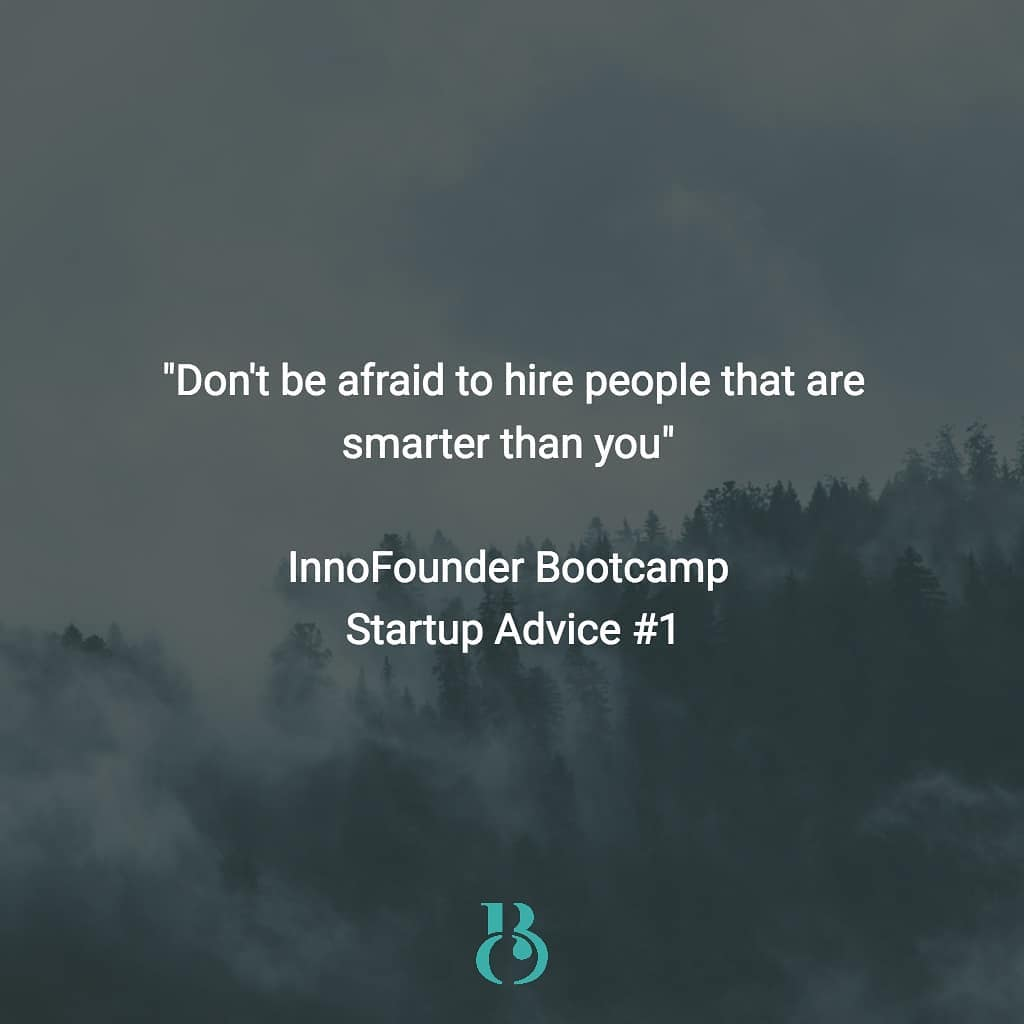 "Don't be afraid to hire people that are
smarter than you"
InnoFounder Bootcamp
Startup Advice #1